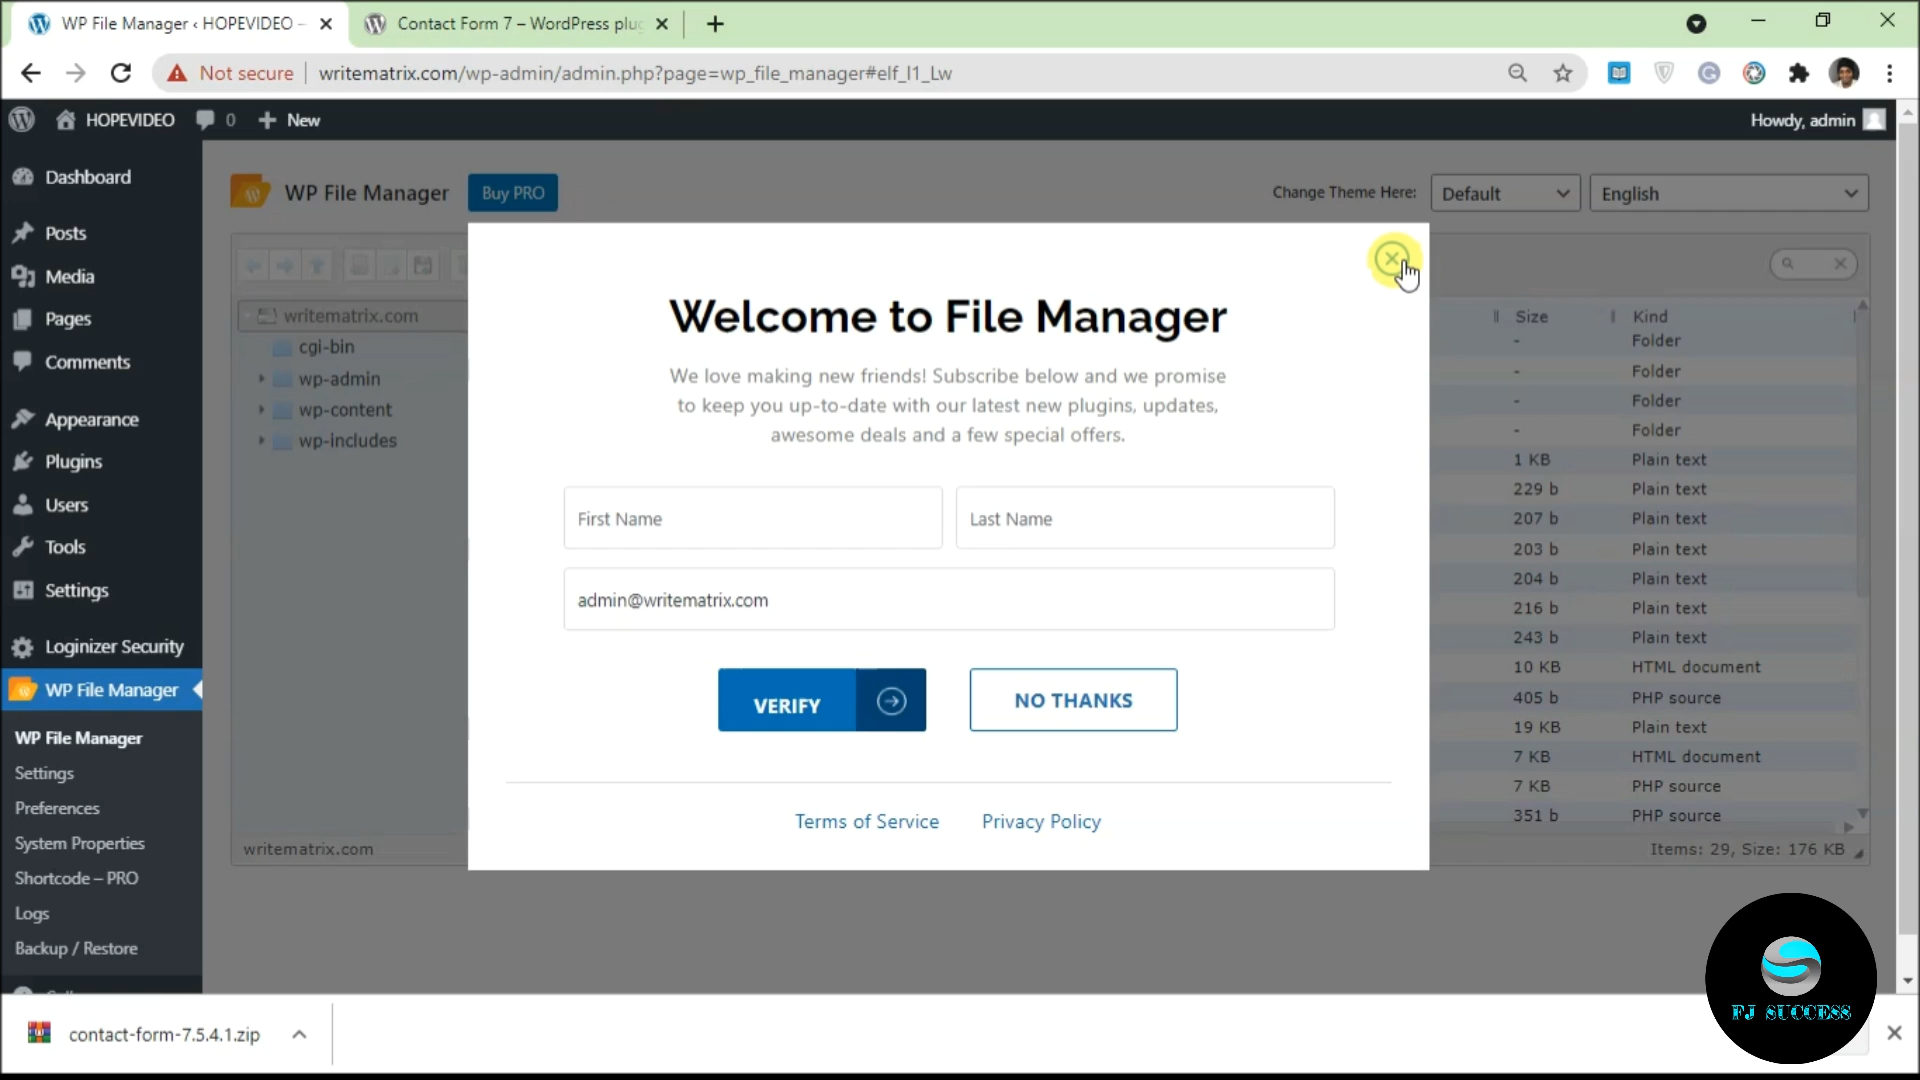 WP File Manager ‹ HOPEVIDEO –
Contact Form 7 – WordPress plug
Not secure
writematrix.com/wp-admin/admin.php?page=wp_file_manager#elf_l1_Lw
HOPEVIDEO
0
New
Howdy, admin
Dashboard
Posts
Media
Pages
Comments
Appearance
Plugins
Users
Tools
Settings
Loginizer Security
WP File Manager
WP File Manager
Settings
Preferences
System Properties
Shortcode – PRO
Logs
Backup / Restore
WP File Manager
Buy PRO
Change Theme Here:
Default
English
writematrix.com
cgi-bin
wp-admin
wp-content
wp-includes
writematrix.com
Welcome to File Manager
We love making new friends! Subscribe below and we promise
to keep you up-to-date with our latest new plugins, updates,
awesome deals and a few special offers.
First Name
Last Name
admin@writematrix.com
VERIFY
NO THANKS
Terms of Service
Privacy Policy
Size Kind
- Folder
- Folder
- Folder
- Folder
1 KB Plain text
229 b Plain text
207 b Plain text
203 b Plain text
204 b Plain text
216 b Plain text
243 b Plain text
10 KB HTML document
405 b PHP source
19 KB Plain text
7 KB HTML document
7 KB PHP source
351 b PHP source
Items: 29, Size: 176 KB
contact-form-7.5.4.1.zip
FJ SUCCESS